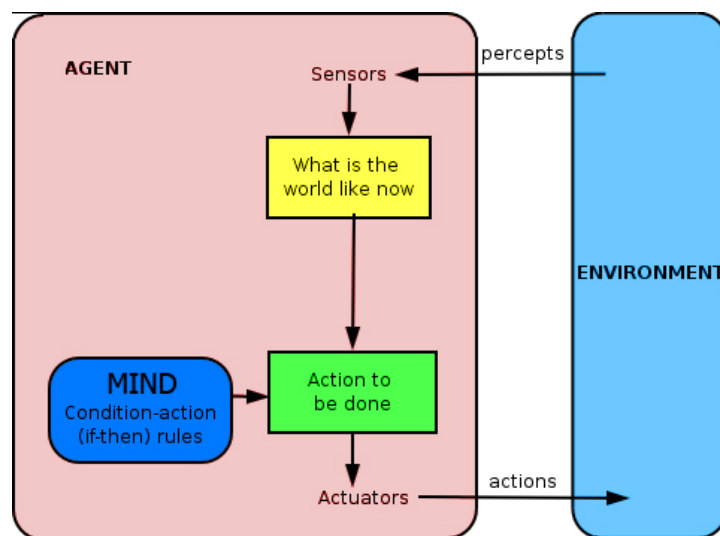 AGENT
Sensors
percepts
What is the
world like now
ENVIRONMENT
MIND
Condition-action
(if-then) rules
Action to
be done
Actuators
actions